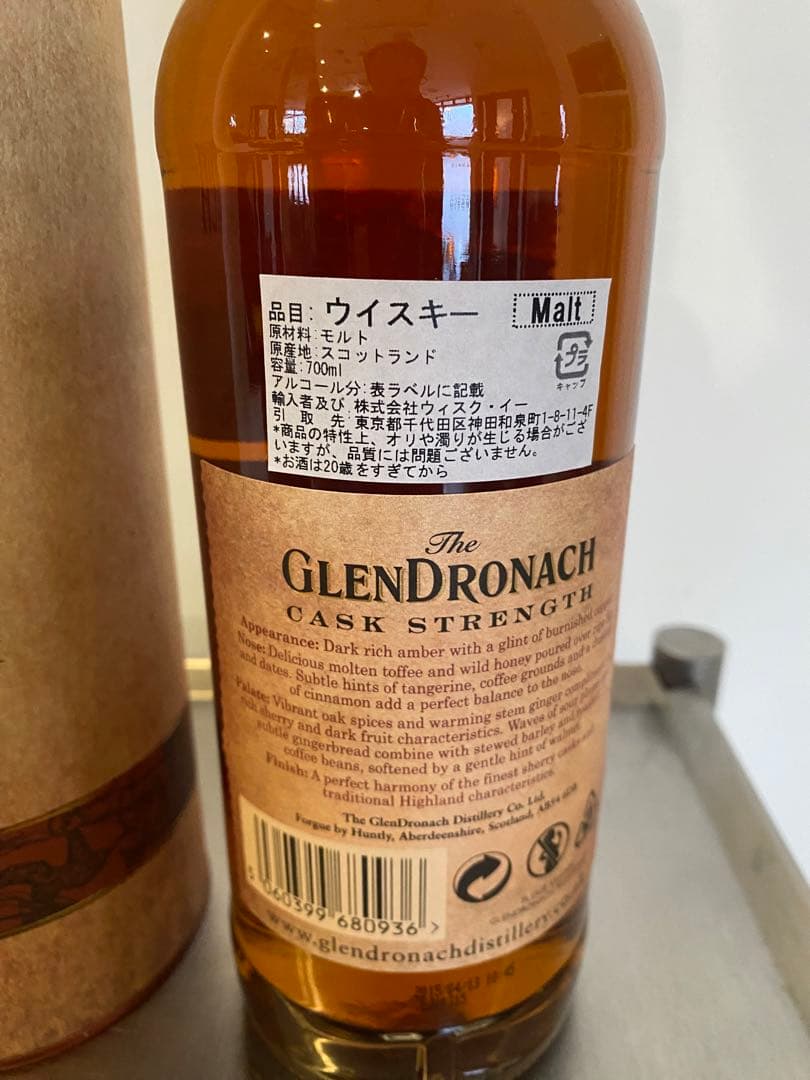 品目: ウイスキー
Malt
原材料:モルト
原産地:スコットランド
容量:700ml
アルコール分:表ラベルに記載
輸入者及び 株式会社ウィスク・イー
引 取 先:東京都千代田区神田和泉町1-8-11-4F
*商品の特性上、オリや濁りが生じる場合がござ
いますが、品質には問題ございません。
*お酒は20歳をすぎてから
プラ
キャップ
The
GLENDRONACH
CASK STRENGTH
Appearance: Dark rich amber with a glint of burnished
Nose: Delicious molten toffee and wild honey poured over
and dates. Subtle hints of tangerine, coffee grounds and a
of cinnamon add a perfect balance to the nose.
Palate: Vibrant oak spices and warming stem ginger
rich sherry and dark fruit characteristics. Waves of sour
subtle gingerbread combine with stewed barley and
coffee beans, softened by a gentle hint of walnut.
Finish: A perfect harmony of the finest sherry casks and
traditional Highland characteristics.
The GlenDronach Distillery Co. Ltd.
Forgue by Huntly, Aberdeenshire, Scotland, AB54 6DB
5 060399 680936 >
www.glendronachdistillery.
2015/04/13 10:45